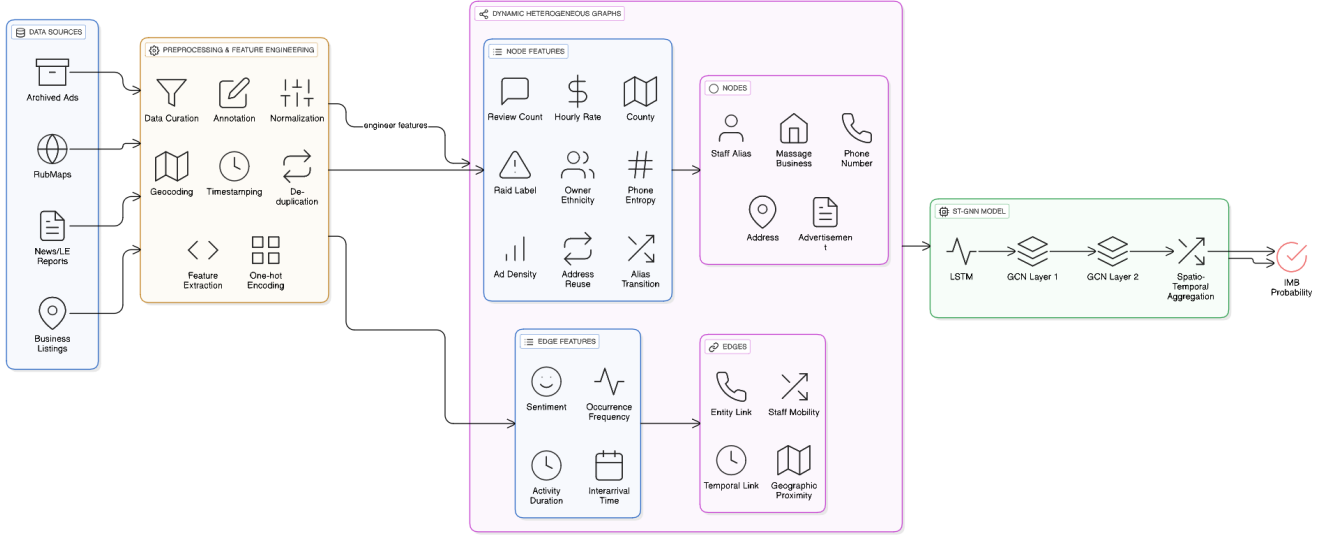 DATA SOURCES
Archived Ads
RubMaps
News/LE
Reports
Business
Listings
PREPROCESSING & FEATURE ENGINEERING
Data Curation
Annotation
Normalization
Geocoding
Timestamping
De-
duplication
Feature
Extraction
One-hot
Encoding
engineer features
DYNAMIC HETEROGENEOUS GRAPHS
NODE FEATURES
Review Count
Hourly Rate
County
Raid Label
Owner
Ethnicity
Phone
Entropy
Ad Density
Address
Reuse
Alias
Transition
NODES
Staff Alias
Massage
Business
Phone
Number
Address
Advertisemen
t
EDGE FEATURES
Sentiment
Occurrence
Frequency
Activity
Duration
Interarrival
Time
EDGES
Entity Link
Staff Mobility
Temporal Link
Geographic
Proximity
ST-GNN MODEL
LSTM
GCN Layer 1
GCN Layer 2
Spatio-
Temporal
Aggregation
IMB
Probability